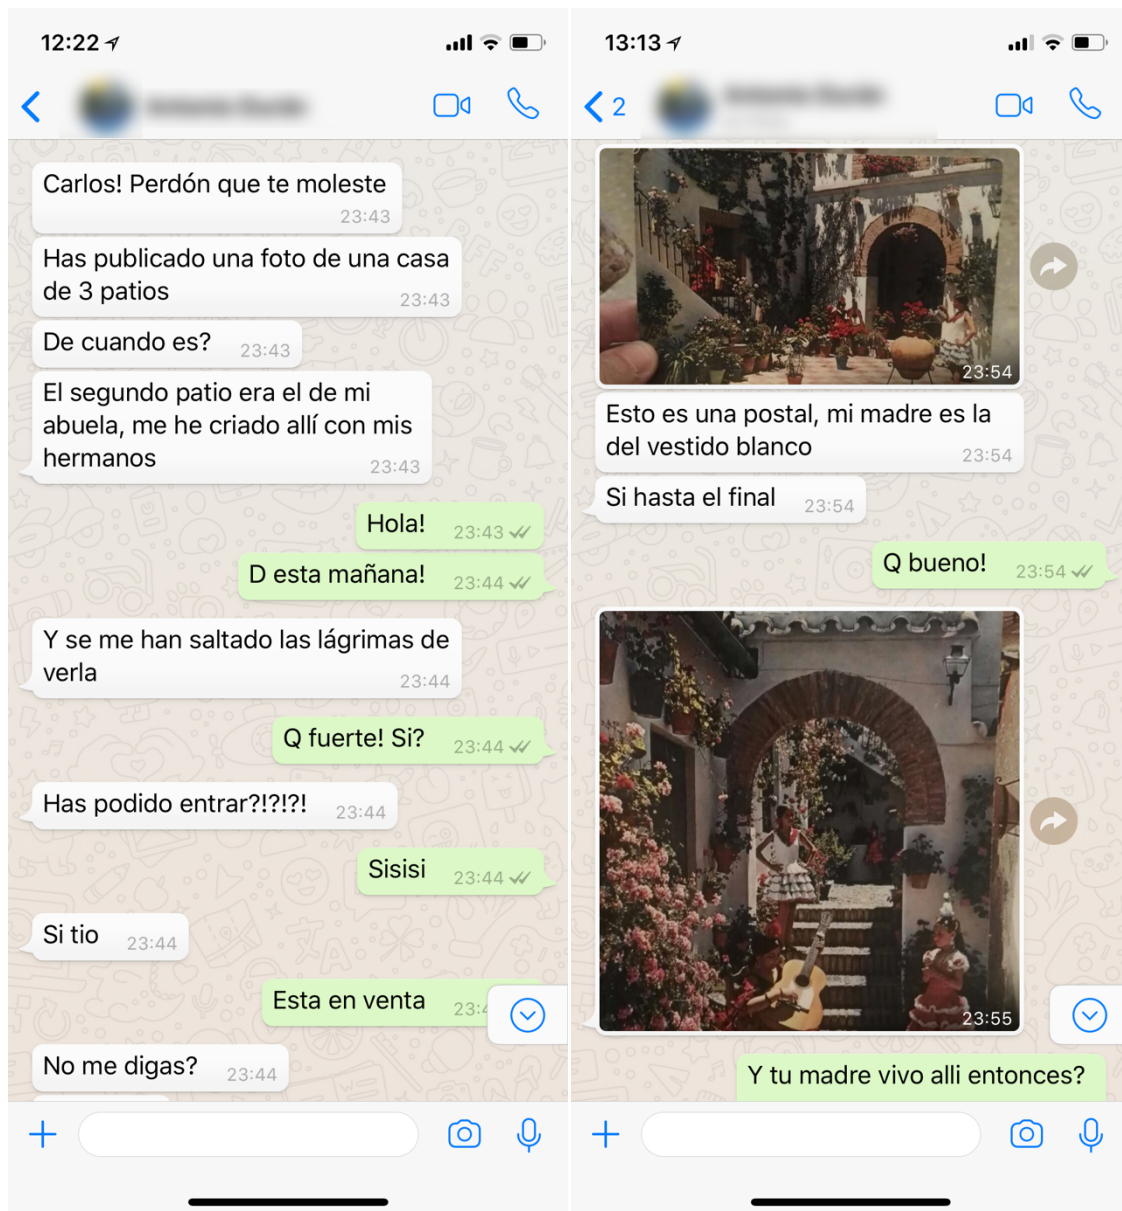 12:22
Carlos! Perdón que te moleste
23:43
Has publicado una foto de una casa
de 3 patios
23:43
De cuando es?
23:43
El segundo patio era el de mi
abuela, me he criado allí con mis
hermanos
23:43
Hola!
23:43
D esta mañana!
23:44
Y se me han saltado las lágrimas de
verla
23:44
Q fuerte! Si?
23:44
Has podido entrar?!?!?!
23:44
Sisisi
23:44
Si tio
23:44
Esta en venta
No me digas?
23:44
13:13
2
23:54
Esto es una postal, mi madre es la
del vestido blanco
23:54
Si hasta el final
23:54
Q bueno!
23:54
23:55
Y tu madre vivo alli entonces?